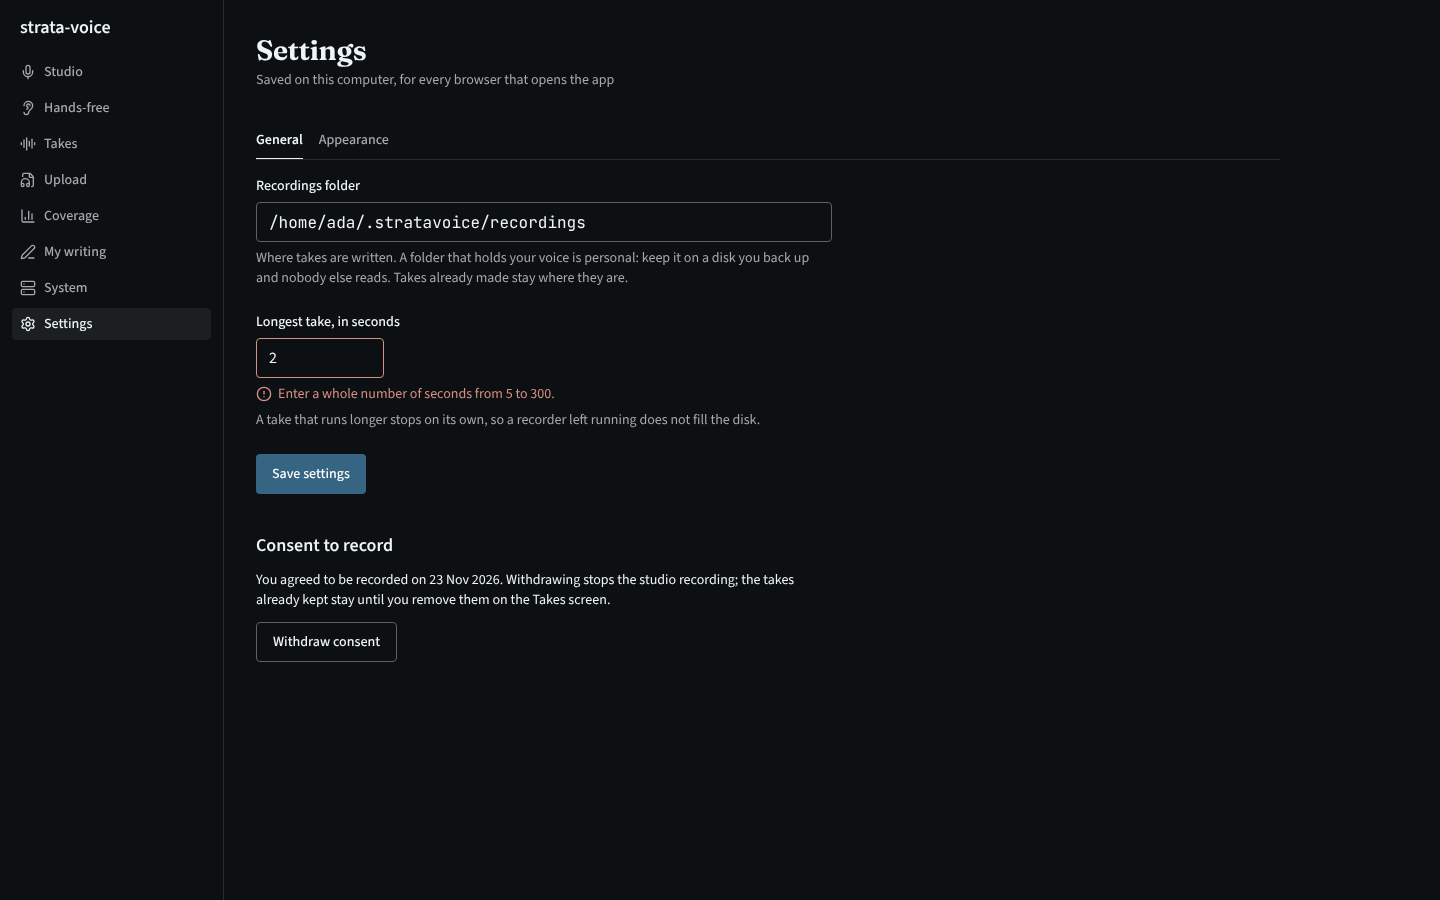 strata-voice
Studio
Hands-free
Takes
Upload
Coverage
My writing
System
Settings
Settings
Saved on this computer, for every browser that opens the app
General
Appearance
Recordings folder
/home/ada/.stratavoice/recordings
Where takes are written. A folder that holds your voice is personal: keep it on a disk you back up
and nobody else reads. Takes already made stay where they are.
Longest take, in seconds
2
Enter a whole number of seconds from 5 to 300.
A take that runs longer stops on its own, so a recorder left running does not fill the disk.
Save settings
Consent to record
You agreed to be recorded on 23 Nov 2026. Withdrawing stops the studio recording; the takes
already kept stay until you remove them on the Takes screen.
Withdraw consent